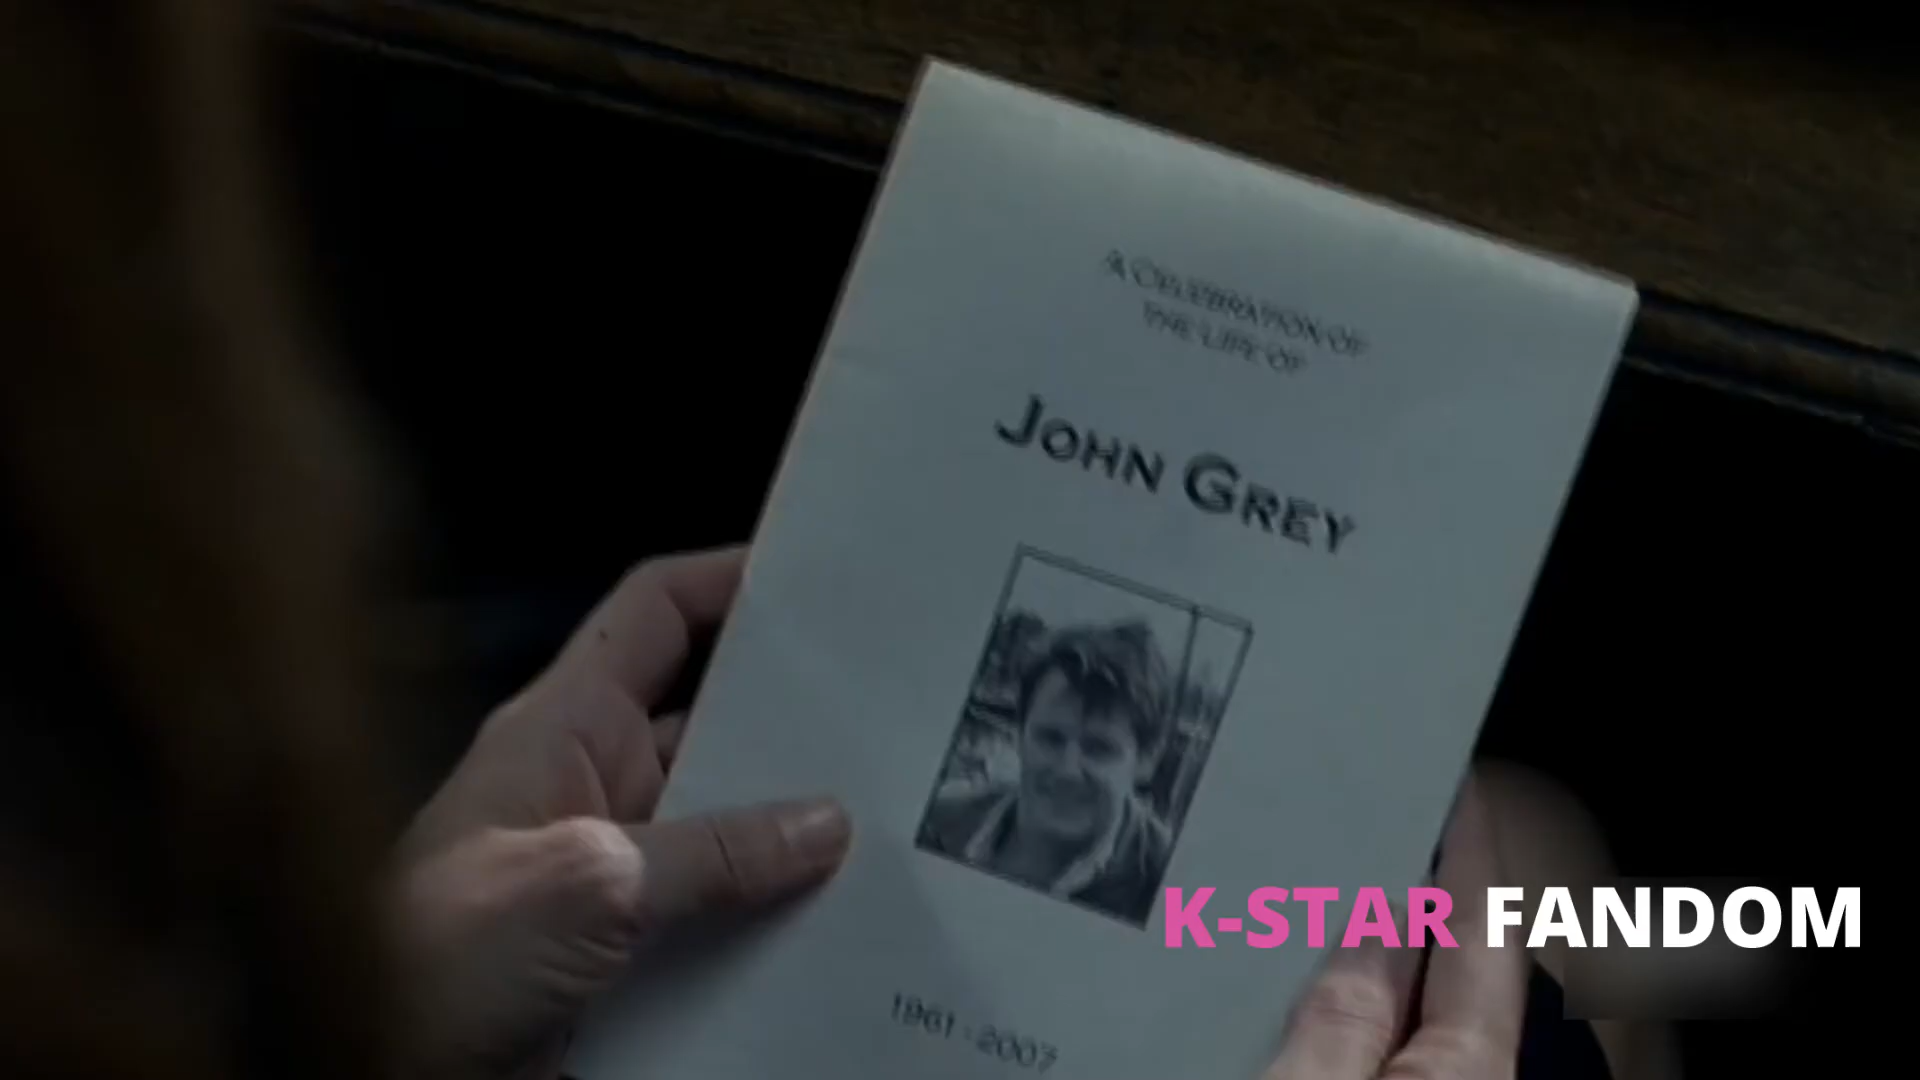 A CELEBRATION OF
THE LIFE OF
JOHN GREY
1961 - 2007
K-STAR FANDOM